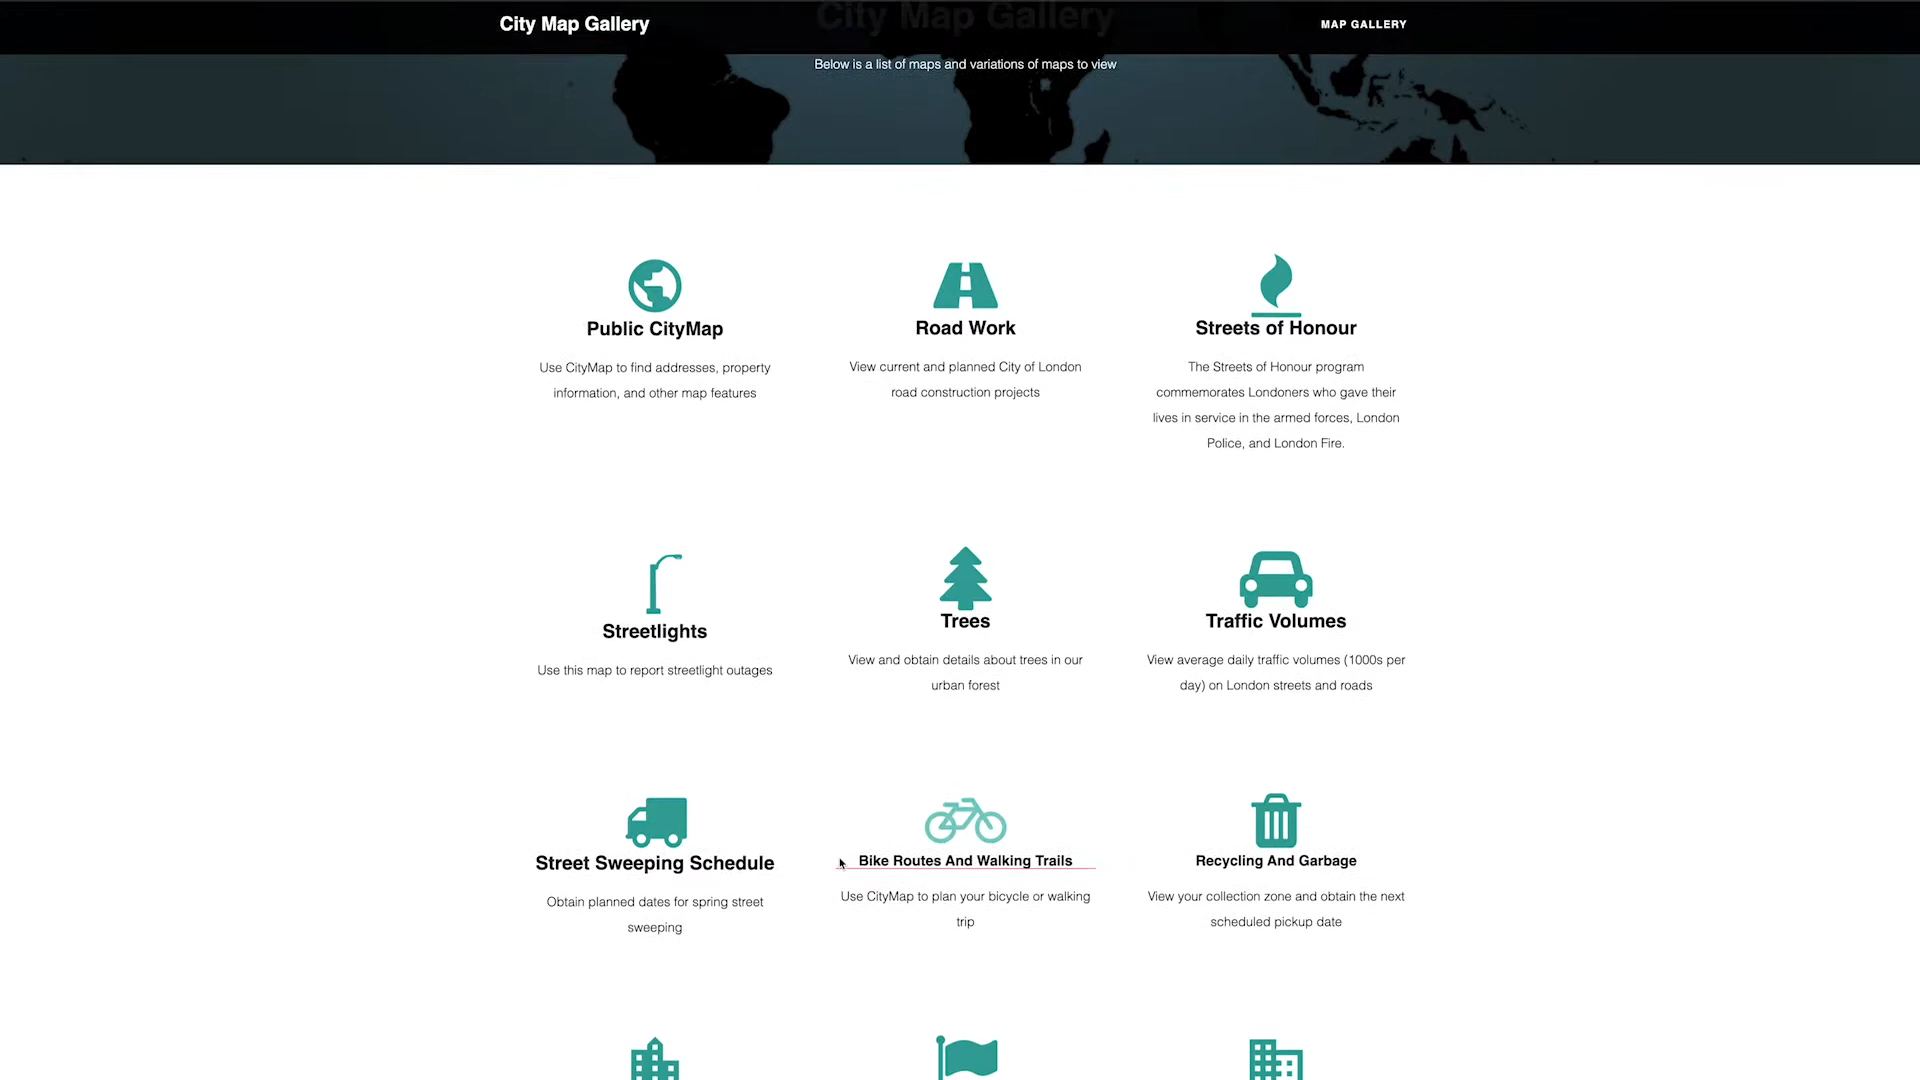 City Map Gallery
City Map Gallery
MAP GALLERY
Below is a list of maps and variations of maps to view
Public CityMap
Use CityMap to find addresses, property
information, and other map features
Road Work
View current and planned City of London
road construction projects
Streets of Honour
The Streets of Honour program
commemorates Londoners who gave their
lives in service in the armed forces, London
Police, and London Fire.
Streetlights
Use this map to report streetlight outages
Trees
View and obtain details about trees in our
urban forest
Traffic Volumes
View average daily traffic volumes (1000s per
day) on London streets and roads
Street Sweeping Schedule
Obtain planned dates for spring street
sweeping
Bike Routes And Walking Trails
Use CityMap to plan your bicycle or walking
trip
Recycling And Garbage
View your collection zone and obtain the next
scheduled pickup date